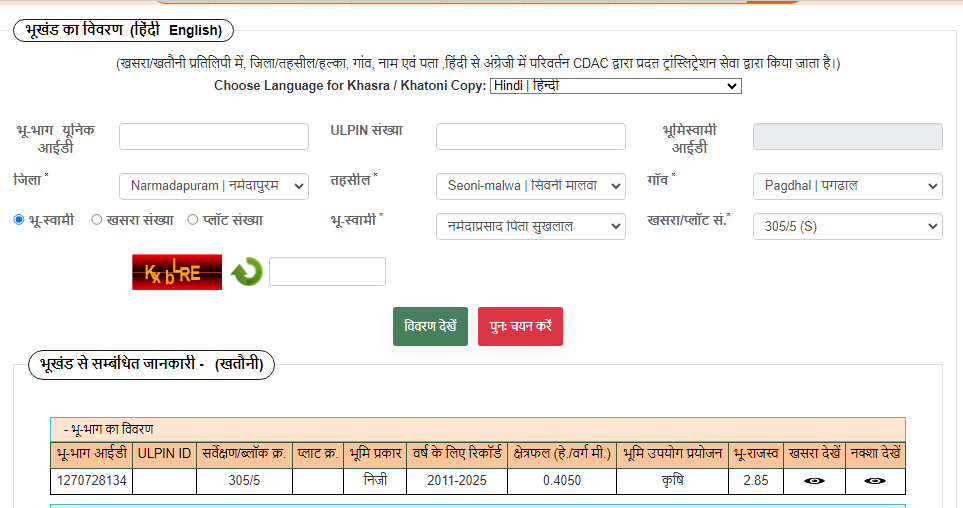 भूखंड का विवरण (हिंदी English)
(खसरा/खतौनी प्रतिलिपी में, जिला/तहसील/हल्का, गांव, नाम एवं पता ,हिंदी से अंग्रेजी में परिवर्तन CDAC द्वारा प्रदत ट्रांस्लिट्रेशन सेवा द्वारा किया जाता है।)
Choose Language for Khasra / Khatoni Copy: Hindi | हिन्दी
भू-भाग यूनिक आईडी
ULPIN संख्या
भूमिस्वामी आईडी
जिला * Narmadapuram | नर्मदापुरम
तहसील * Seoni-malwa | सिवनी मालवा
गॉव * Pagdhal | पगढाल
भू-स्वामी खसरा संख्या प्लॉट संख्या
भू-स्वामी * नर्मदाप्रसाद पिता सुखलाल
खसरा/प्लॉट सं.* 305/5 (S)
KxbLRE
विवरण देखें पुनः चयन करें
भूखंड से सम्बंधित जानकारी - (खतौनी)
- भू-भाग का विवरण
भू-भाग आईडी ULPIN ID सर्वेक्षण/ब्लॉक क्र. प्लाट क्र. भूमि प्रकार वर्ष के लिए रिकॉर्ड क्षेत्रफल (हे./वर्ग मी.) भूमि उपयोग प्रयोजन भू-राजस्व खसरा देखें नक्शा देखें
1270728134 305/5 निजी 2011-2025 0.4050 कृषि 2.85